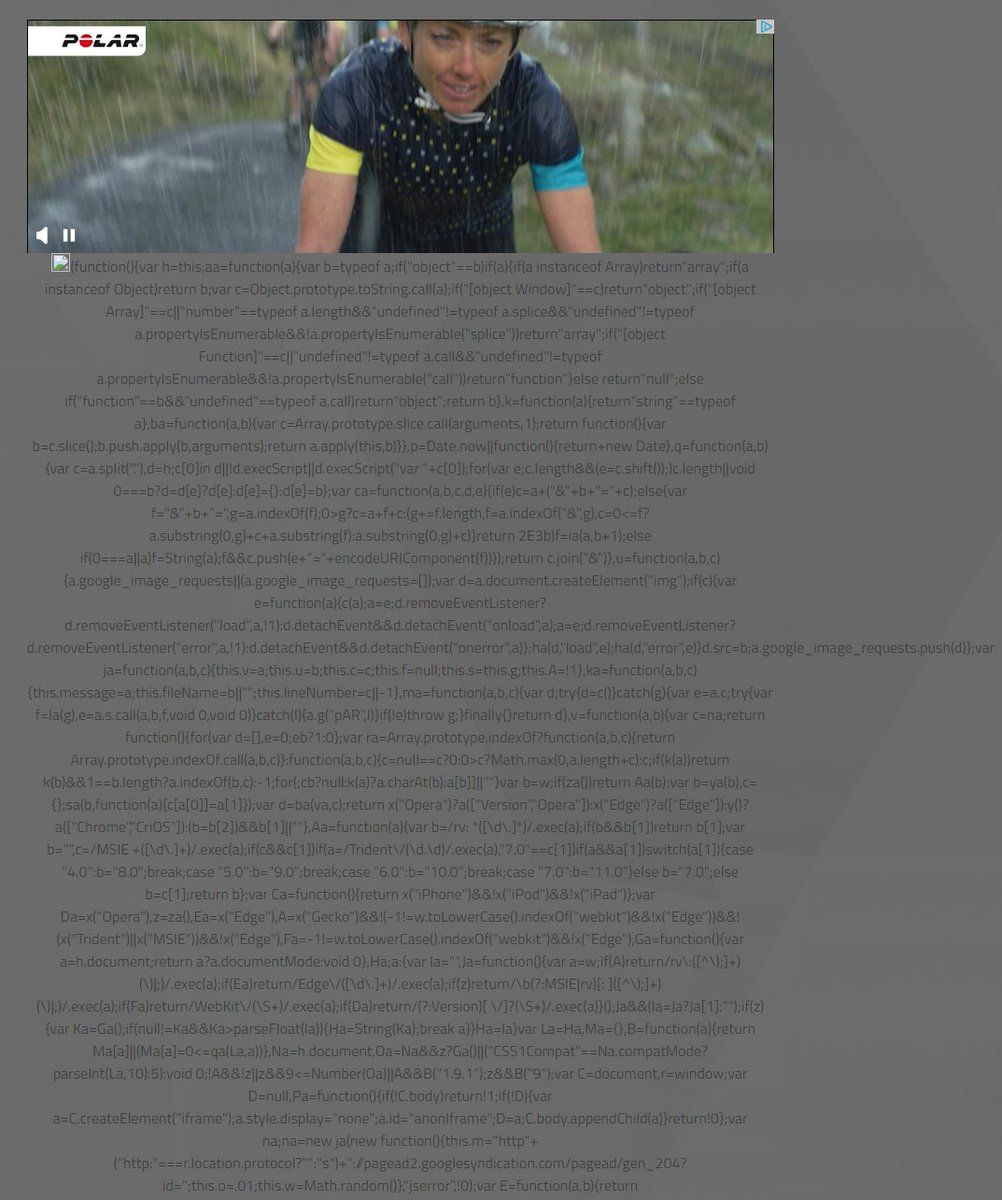 POLAR
(function(){var h=this,aa=function(a){var b=typeof a;if("object"==b)if(a){if(a instanceof Array)return"array";if(a
instanceof Object)return b;var c=Object.prototype.toString.call(a);if("[object Window]"==c)return"object";if("[object
Array]"==c||"number"==typeof a.length&&"undefined"!=typeof a.splice&&"undefined"!=typeof
a.propertyIsEnumerable&&!a.propertyIsEnumerable("splice"))return"array";if("[object
Function]"==c||"undefined"!=typeof a.call&&"undefined"!=typeof
a.propertyIsEnumerable&&!a.propertyIsEnumerable("call"))return"function"}else return"null";else
if("function"==b&&"undefined"==typeof a.call)return"object";return b},k=function(a){return"string"==typeof
a},ba=function(a,b){var c=Array.prototype.slice.call(arguments,1);return function(){var
b=c.slice();b.push.apply(b,arguments);return a.apply(this,b)}},p=Date.now||function(){return+new Date},q=function(a,b)
{var c=a.split("."),d=h;c[0]in d||!d.execScript||d.execScript("var "+c[0]);for(var e;c.length&&(e=c.shift());)c.length||void
0===b?d=d[e]?d[e]:d[e]={}:d[e]=b};var ca=function(a,b,c,d,e){if(e)c=a+("&"+b+"="+c);else{var
f="&"+b+"=",g=a.indexOf(f);0>g?c=a+f+c:(g+=f.length,f=a.indexOf("&",g),c=0<=f?
a.substring(0,g)+c+a.substring(f):a.substring(0,g)+c)}return 2E3b)f=ia(a,b+1);else
if(0===a||a)f=String(a);f&&c.push(e+"="+encodeURIComponent(f))});return c.join("&")},u=function(a,b,c)
{a.google_image_requests||(a.google_image_requests=[]);var d=a.document.createElement("img");if(c){var
e=function(a){c(a);a=e;d.removeEventListener?
d.removeEventListener("load",a,!1):d.detachEvent&&d.detachEvent("onload",a);a=e;d.removeEventListener?
d.removeEventListener("error",a,!1):d.detachEvent&&d.detachEvent("onerror",a)};ha(d,"load",e);ha(d,"error",e)}d.src=b;a.google_image_requests.push(d)};var
ja=function(a,b,c){this.v=a;this.u=b;this.c=c;this.f=null;this.s=this.g;this.A=!1},ka=function(a,b,c)
{this.message=a;this.fileName=b||"";this.lineNumber=c||-1},ma=function(a,b,c){var d;try{d=c()}catch(g){var e=a.c;try{var
f=la(g),e=a.s.call(a,b,f,void 0,void 0)}catch(l){a.g("pAR",l)}if(!e)throw g;}finally{}return d},v=function(a,b){var c=na;return
function(){for(var d=[],e=0;eb?1:0};var ra=Array.prototype.indexOf?function(a,b,c){return
Array.prototype.indexOf.call(a,b,c)}:function(a,b,c){c=null==c?0:0>c?Math.max(0,a.length+c):c;if(k(a))return
k(b)&&1==b.length?a.indexOf(b,c):-1;for(;cb?null:k(a)?a.charAt(b):a[b]]||""}var b=w;if(za())return Aa(b);var b=ya(b),c=
{};sa(b,function(a){c[a[0]]=a[1]});var d=ba(va,c);return x("Opera")?a(["Version","Opera"]):x("Edge")?a(["Edge"]):y()?
a(["Chrome","CriOS"]):(b=b[2])&&b[1]||""},Aa=function(a){var b=/rv: *([\d\.]*)/.exec(a);if(b&&b[1])return b[1];var
b="",c=/MSIE +([\d\.]+)/.exec(a);if(c&&c[1])if(a=/Trident\/(\d.\d)/.exec(a),"7.0"==c[1])if(a&&a[1])switch(a[1]){case
"4.0":b="8.0";break;case "5.0":b="9.0";break;case "6.0":b="10.0";break;case "7.0":b="11.0"}else b="7.0";else
b=c[1];return b};var Ca=function(){return x("iPhone")&&!x("iPod")&&!x("iPad")};var
Da=x("Opera"),z=za(),Ea=x("Edge"),A=x("Gecko")&&!(-1!=w.toLowerCase().indexOf("webkit")&&!x("Edge"))&&!
(x("Trident")||x("MSIE"))&&!x("Edge"),Fa=-1!=w.toLowerCase().indexOf("webkit")&&!x("Edge"),Ga=function(){var
a=h.document;return a?a.documentMode:void 0},Ha;a:{var Ia="",Ja=function(){var a=w;if(A)return/rv\:([^\);]+)
(\)|;)/.exec(a);if(Ea)return/Edge\/([\d\.]+)/.exec(a);if(z)return/\b(?:MSIE|rv)[: ]([^\);]+)
(\)|;)/.exec(a);if(Fa)return/WebKit\/(\S+)/.exec(a);if(Da)return/(?:Version)[ \/]?(\S+)/.exec(a)}();Ja&&(Ia=Ja?Ja[1]:"");if(z)
{var Ka=Ga();if(null!=Ka&&Ka>parseFloat(Ia)){Ha=String(Ka);break a}}Ha=Ia}var La=Ha,Ma={},B=function(a){return
Ma[a]||(Ma[a]=0<=qa(La,a))},Na=h.document,Oa=Na&&z?Ga()||("CSS1Compat"==Na.compatMode?
parseInt(La,10):5):void 0;!A&&!z||z&&9<=Number(Oa)||A&&B("1.9.1");z&&B("9");var C=document,r=window;var
D=null,Pa=function(){if(!C.body)return!1;if(!D){var
a=C.createElement("iframe");a.style.display="none";a.id="anonIframe";D=a;C.body.appendChild(a)}return!0};var
na;na=new ja(new function(){this.m="http"+
("http:"===r.location.protocol?"":"s")+"://pagead2.googlesyndication.com/pagead/gen_204?
id=";this.o=.01;this.w=Math.random()},"jserror",!0);var E=function(a,b){return